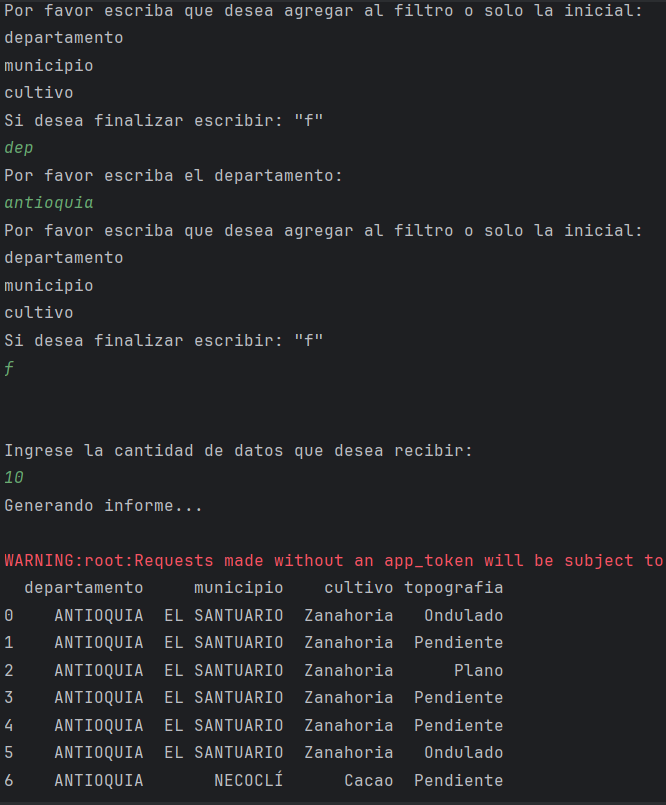 Por favor escriba que desea agregar al filtro o solo la inicial:
departamento
municipio
cultivo
Si desea finalizar escribir: "f"
dep
Por favor escriba el departamento:
antioquia
Por favor escriba que desea agregar al filtro o solo la inicial:
departamento
municipio
cultivo
Si desea finalizar escribir: "f"
f
Ingrese la cantidad de datos que desea recibir:
10
Generando informe...
WARNING:root:Requests made without an app_token will be subject to
departamento municipio cultivo topografia
0 ANTIOQUIA EL SANTUARIO Zanahoria Ondulado
1 ANTIOQUIA EL SANTUARIO Zanahoria Pendiente
2 ANTIOQUIA EL SANTUARIO Zanahoria Plano
3 ANTIOQUIA EL SANTUARIO Zanahoria Pendiente
4 ANTIOQUIA EL SANTUARIO Zanahoria Pendiente
5 ANTIOQUIA EL SANTUARIO Zanahoria Ondulado
6 ANTIOQUIA NECOCLÍ Cacao Pendiente